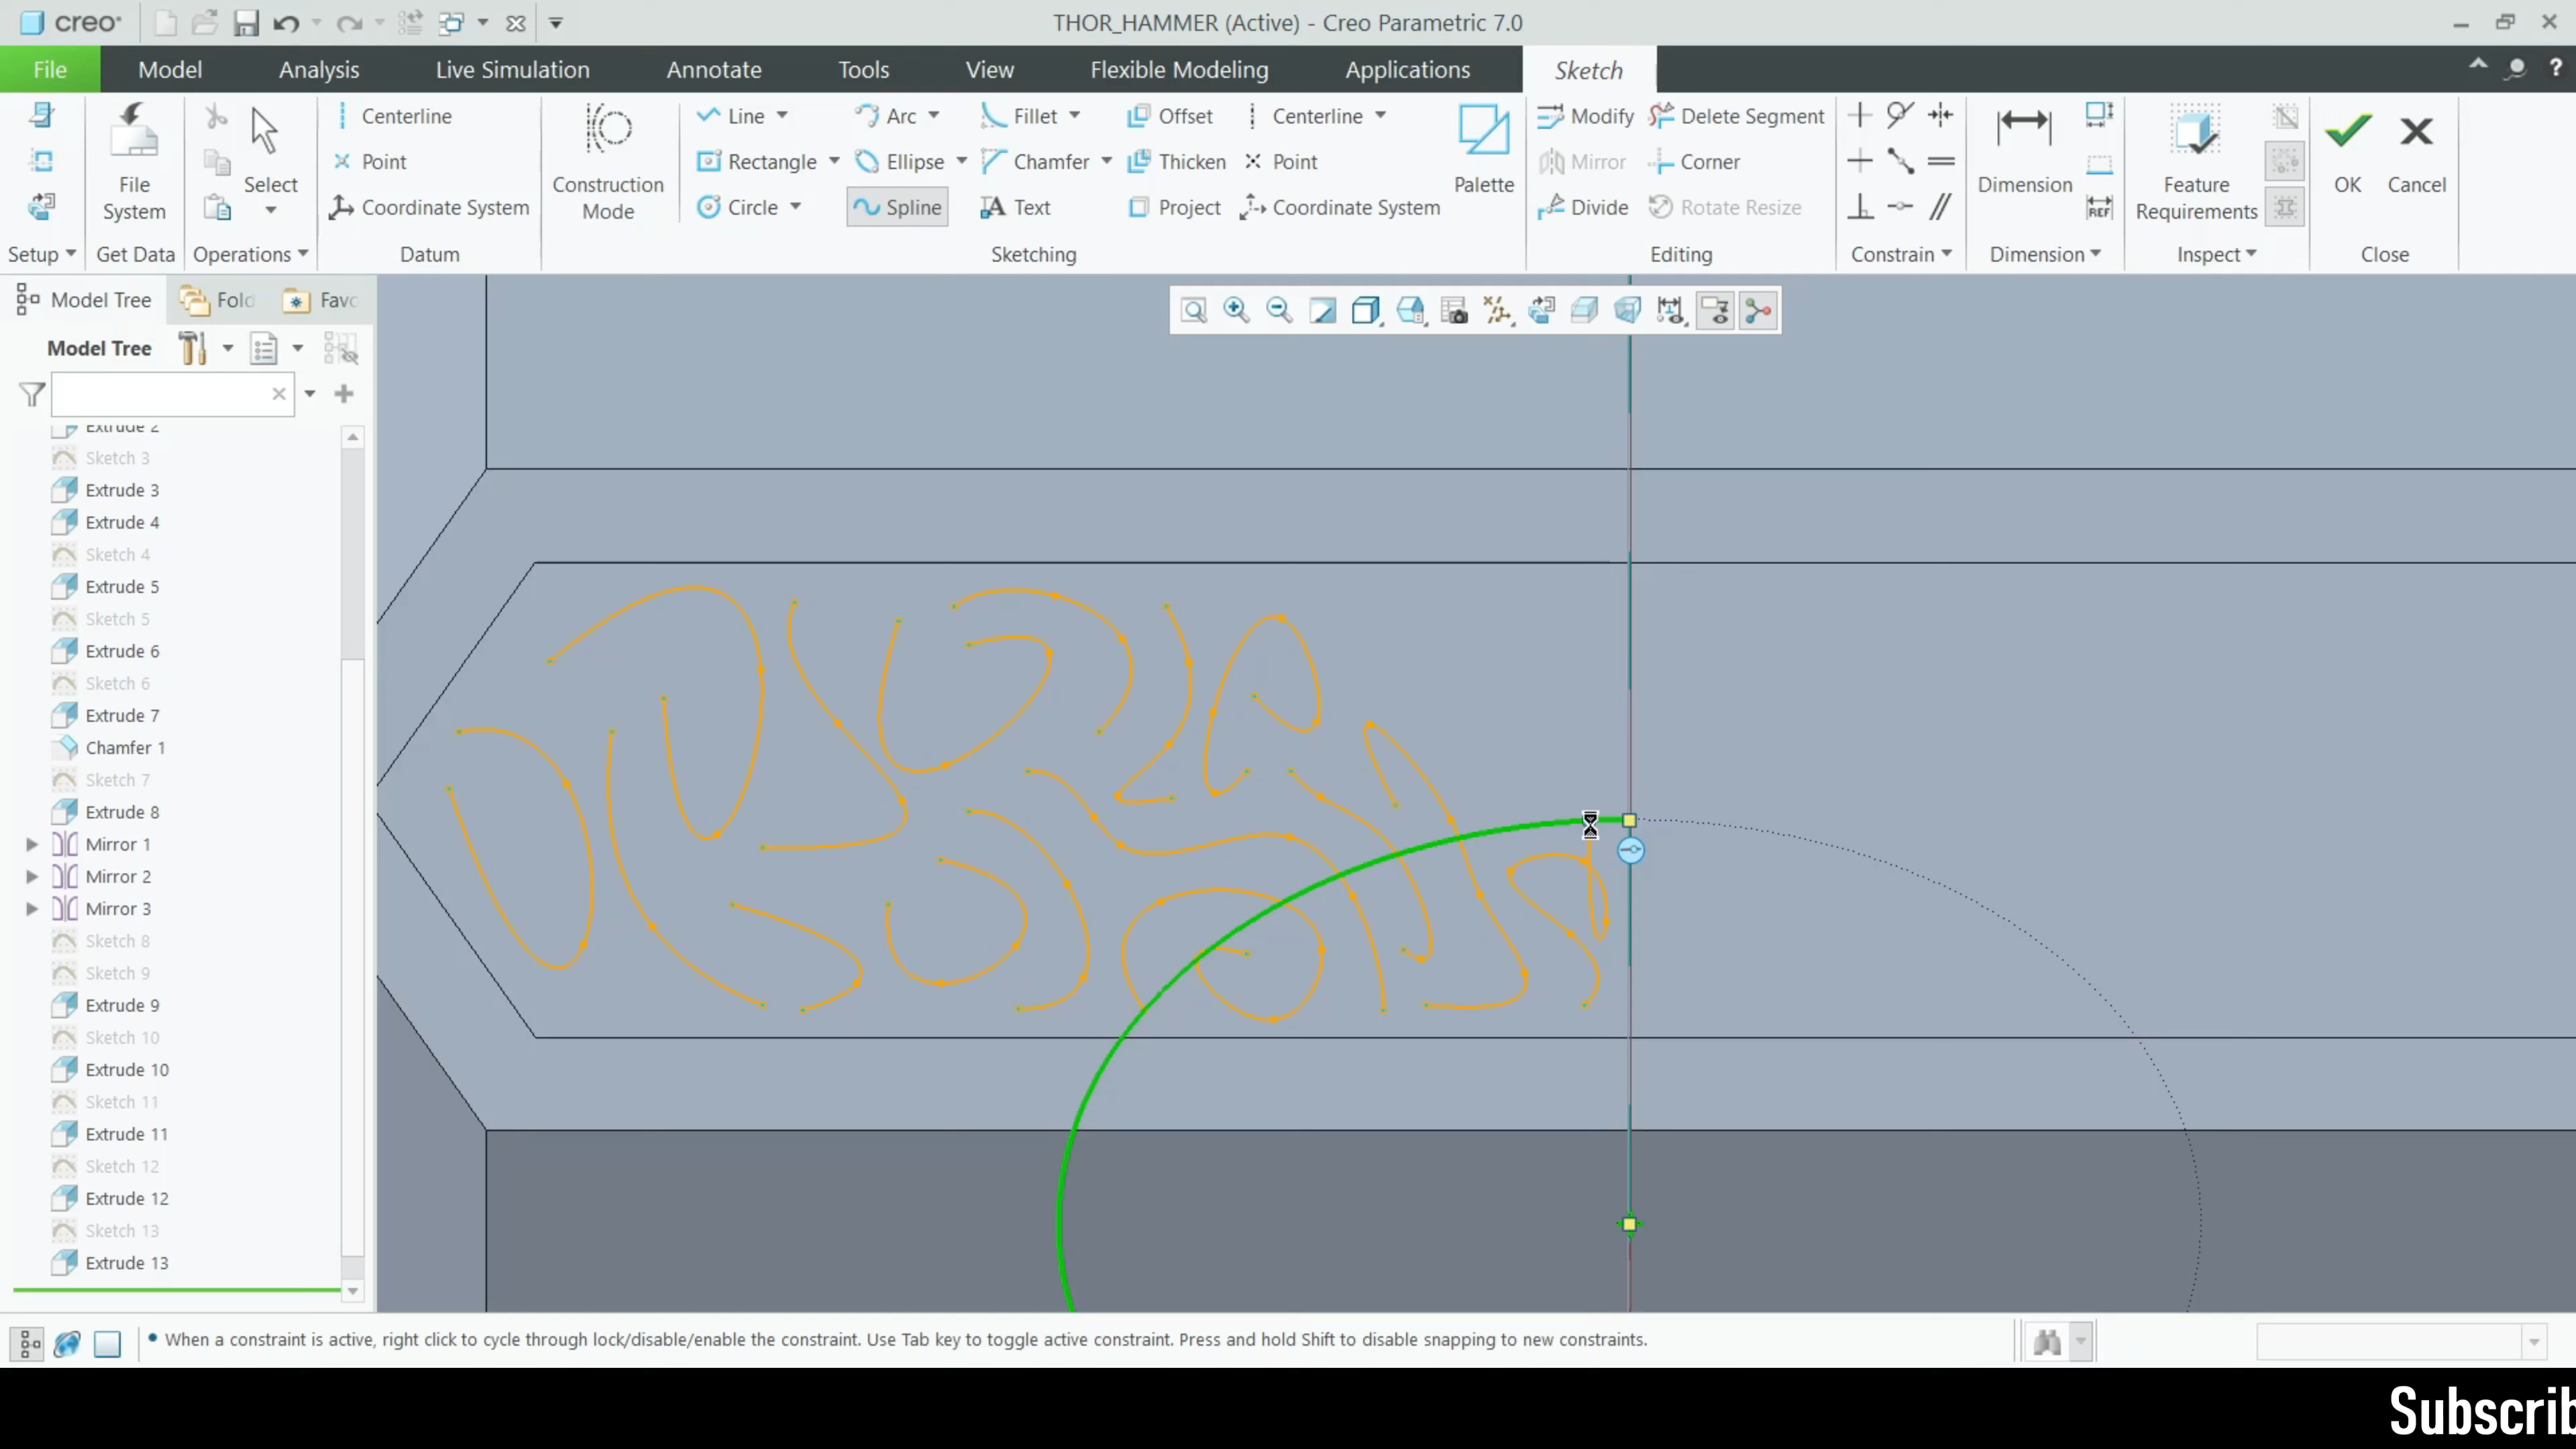 creo
THOR_HAMMER (Active) - Creo Parametric 7.0
File Model Analysis Live Simulation Annotate Tools View Flexible Modeling Applications Sketch
File System
Select
Centerline
Point
Coordinate System
Construction Mode
Line Arc Fillet Offset Centerline
Rectangle Ellipse Chamfer Thicken Point
Circle Spline Text Project Coordinate System
Palette
Modify Delete Segment
Mirror Corner
Divide Rotate Resize
Dimension
REF
Feature Requirements
OK Cancel
Setup Get Data Operations Datum Sketching Editing Constrain Dimension Inspect Close
Model Tree Fold Favo
Model Tree
Extrude 2
Sketch 3
Extrude 3
Extrude 4
Sketch 4
Extrude 5
Sketch 5
Extrude 6
Sketch 6
Extrude 7
Chamfer 1
Sketch 7
Extrude 8
Mirror 1
Mirror 2
Mirror 3
Sketch 8
Sketch 9
Extrude 9
Sketch 10
Extrude 10
Sketch 11
Extrude 11
Sketch 12
Extrude 12
Sketch 13
Extrude 13
When a constraint is active, right click to cycle through lock/disable/enable the constraint. Use Tab key to toggle active constraint. Press and hold Shift to disable snapping to new constraints.
Subscrib